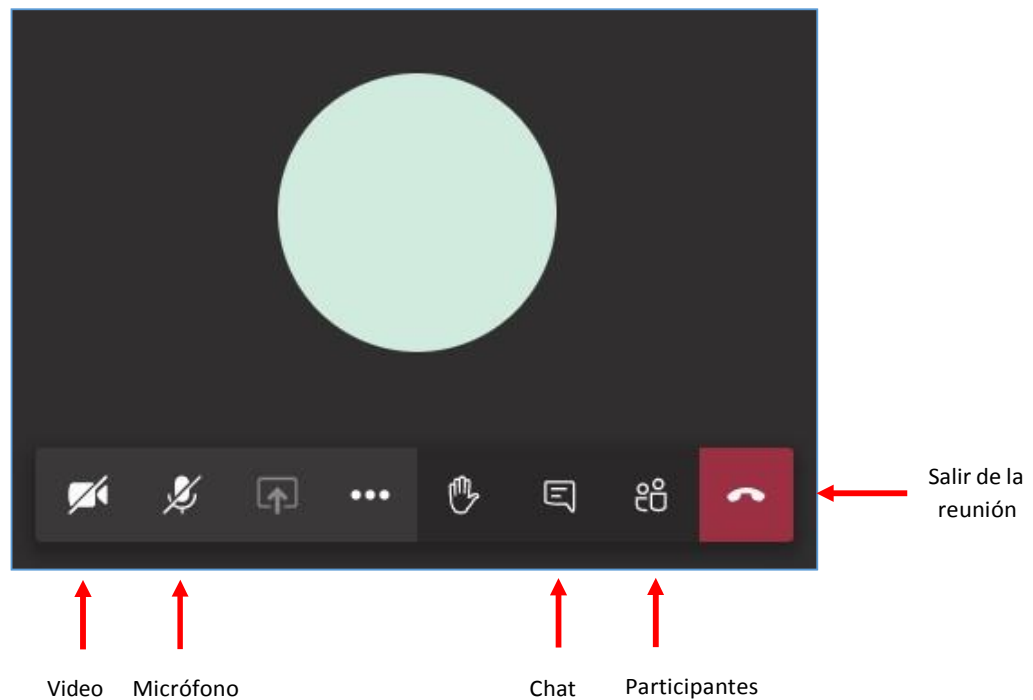 Salir de la
reunión
Video
Micrófono
Chat
Participantes